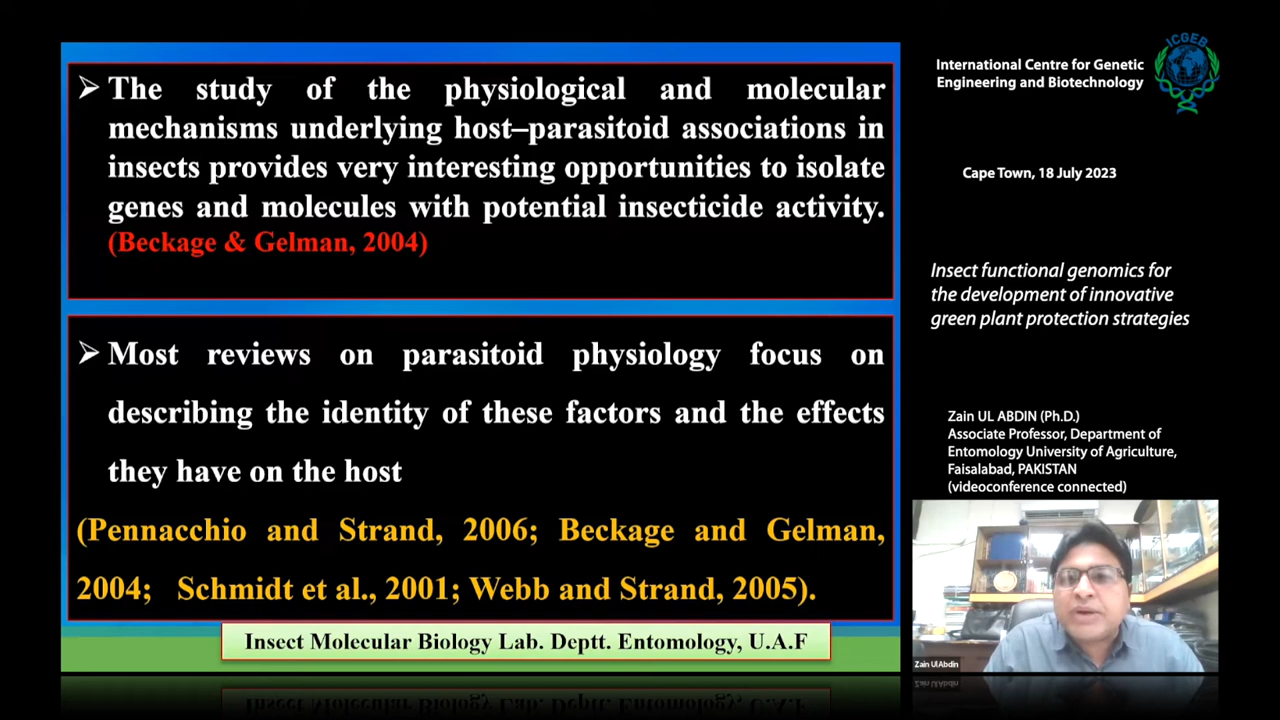 ➢ The study of the physiological and molecular
mechanisms underlying host–parasitoid associations in
insects provides very interesting opportunities to isolate
genes and molecules with potential insecticide activity.
(Beckage & Gelman, 2004)
➢ Most reviews on parasitoid physiology focus on
describing the identity of these factors and the effects
they have on the host
(Pennacchio and Strand, 2006; Beckage and Gelman,
2004; Schmidt et al., 2001; Webb and Strand, 2005).
Insect Molecular Biology Lab. Deptt. Entomology, U.A.F
International Centre for Genetic
Engineering and Biotechnology
ICGEB
Cape Town, 18 July 2023
Insect functional genomics for
the development of innovative
green plant protection strategies
Zain UL ABDIN (Ph.D.)
Associate Professor, Department of
Entomology University of Agriculture,
Faisalabad, PAKISTAN
(videoconference connected)
Zain UlAbdin